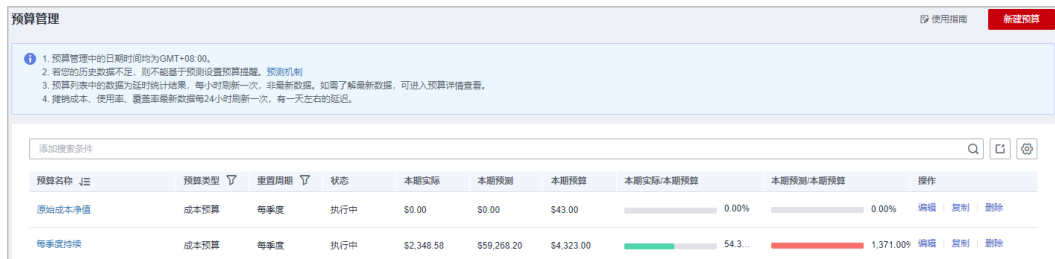 预算管理
使用指南
新建预算
1. 预算管理中的日期时间均为GMT+08:00。
2. 若您的历史数据不足，则不能基于预测设置预算提醒。预测机制
3. 预算列表中的数据为延时统计结果，每小时刷新一次，非最新数据。如需了解最新数据，可进入预算详情查看。
4. 摊销成本、使用率、覆盖率最新数据每24小时刷新一次，有一天左右的延迟。
添加搜索条件
预算名称 预算类型 重置周期 状态 本期实际 本期预测 本期预算 本期实际/本期预算 本期预测/本期预算 操作
原始成本净值 成本预算 每季度 执行中 $0.00 $0.00 $43.00 0.00% 0.00% 编辑 复制 删除
每季度持续 成本预算 每季度 执行中 $2,348.58 $59,268.20 $4,323.00 54.3... 1,371.00% 编辑 复制 删除